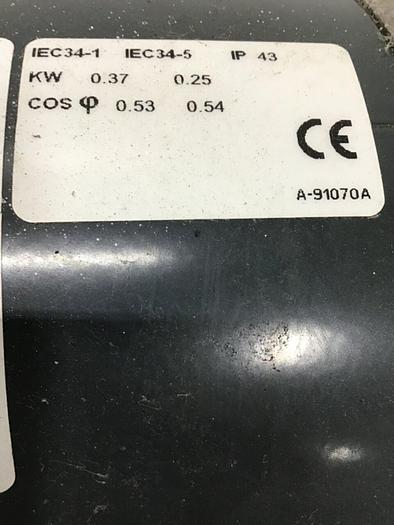 IEC34-1 IEC34-5 IP 43
KW 0.37 0.25
COS φ 0.53 0.54
CE
A-91070A